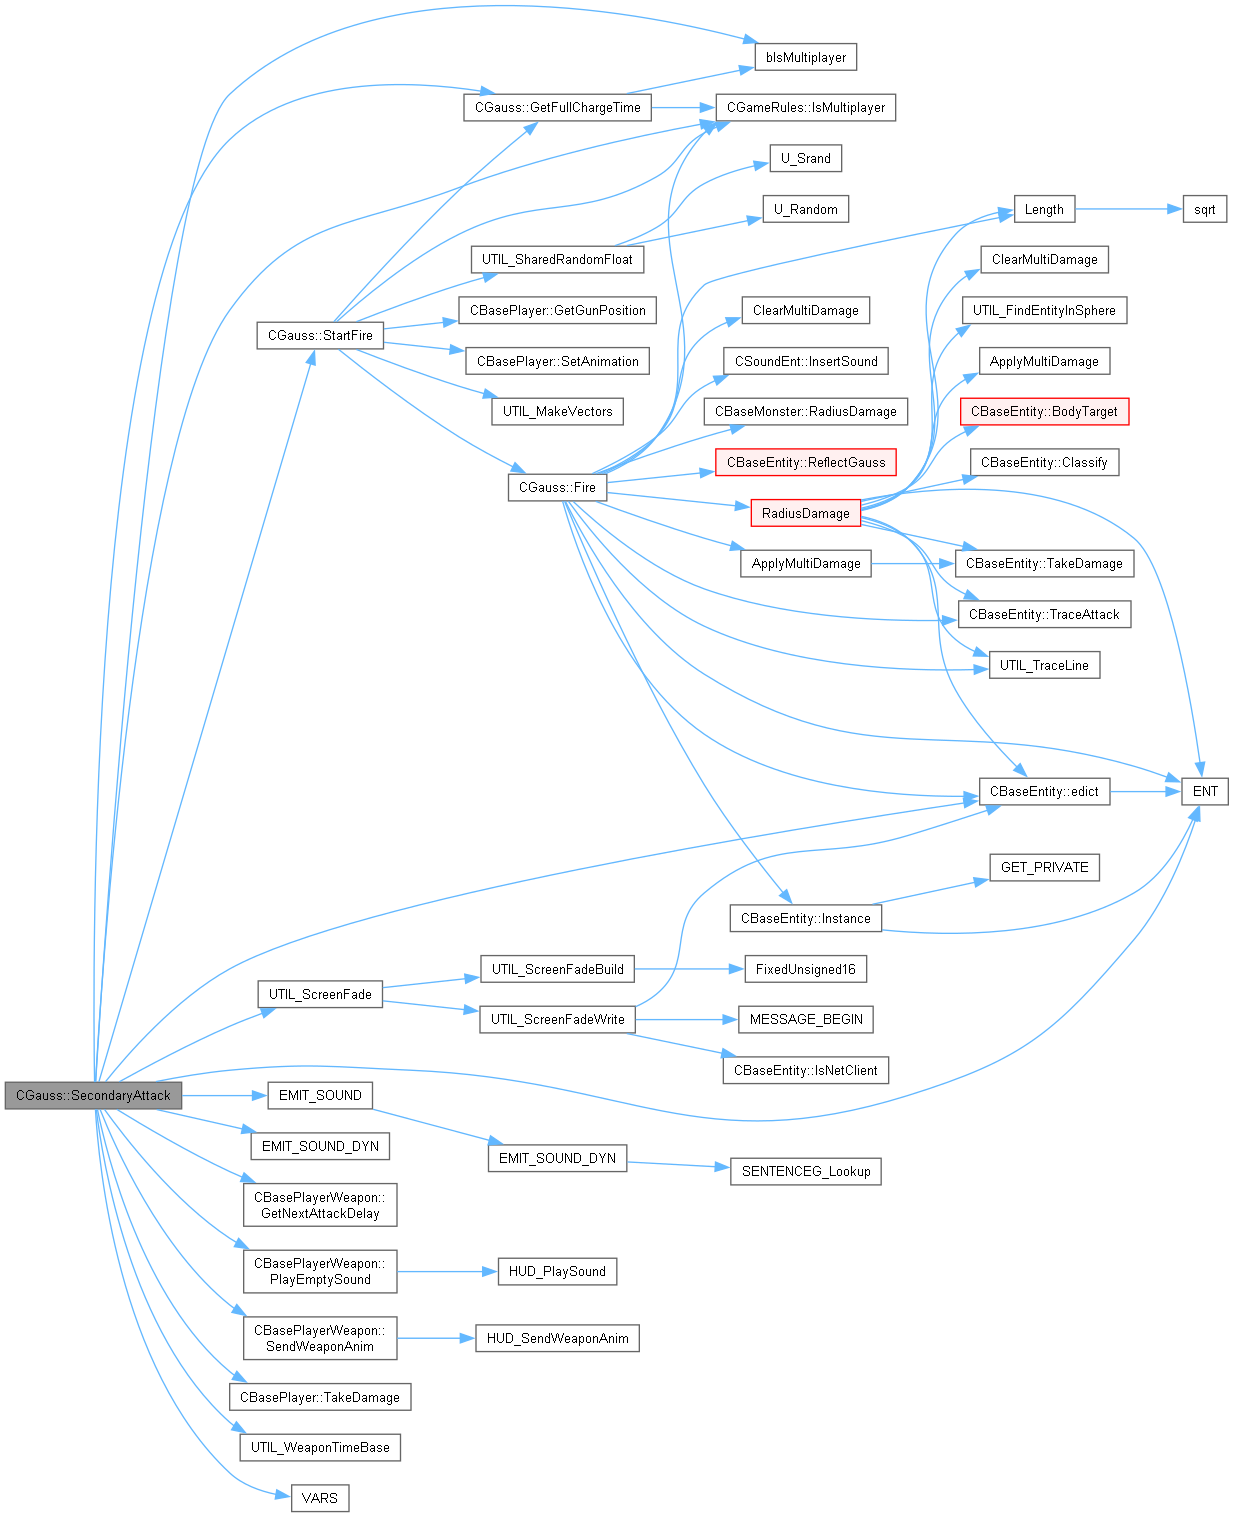 bIsMultiplayer
CGauss::GetFullChargeTime
CGameRules::IsMultiplayer
U_Srand
U_Random
Length
sqrt
UTIL_SharedRandomFloat
ClearMultiDamage
CBasePlayer::GetGunPosition
ClearMultiDamage
UTIL_FindEntityInSphere
CGauss::StartFire
CBasePlayer::SetAnimation
CSoundEnt::InsertSound
ApplyMultiDamage
UTIL_MakeVectors
CBaseMonster::RadiusDamage
CBaseEntity::BodyTarget
CBaseEntity::ReflectGauss
CBaseEntity::Classify
CGauss::Fire
RadiusDamage
ApplyMultiDamage
CBaseEntity::TakeDamage
CBaseEntity::TraceAttack
UTIL_TraceLine
CBaseEntity::edict
ENT
GET_PRIVATE
CBaseEntity::Instance
UTIL_ScreenFadeBuild
FixedUnsigned16
UTIL_ScreenFade
UTIL_ScreenFadeWrite
MESSAGE_BEGIN
CBaseEntity::IsNetClient
CGauss::SecondaryAttack
EMIT_SOUND
EMIT_SOUND_DYN
EMIT_SOUND_DYN
SENTENCEG_Lookup
CBasePlayerWeapon::
GetNextAttackDelay
CBasePlayerWeapon::
PlayEmptySound
HUD_PlaySound
CBasePlayerWeapon::
SendWeaponAnim
HUD_SendWeaponAnim
CBasePlayer::TakeDamage
UTIL_WeaponTimeBase
VARS